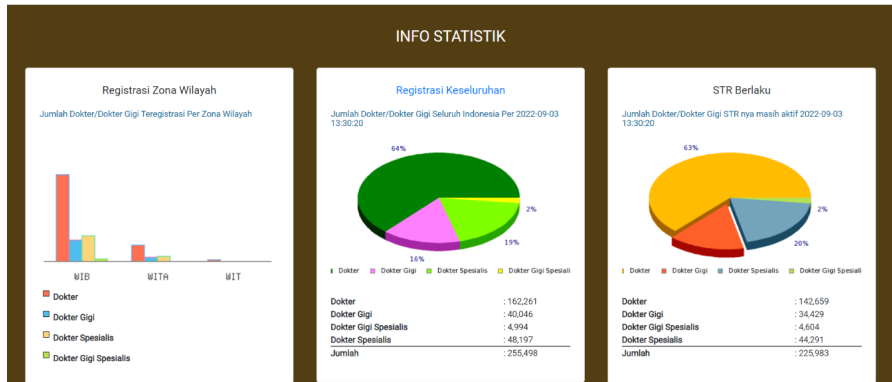 INFO STATISTIK
Registrasi Zona Wilayah
Jumlah Dokter/Dokter Gigi Teregistrasi Per Zona Wilayah
WIB WITA WIT
Dokter
Dokter Gigi
Dokter Spesialis
Dokter Gigi Spesialis
Registrasi Keseluruhan
Jumlah Dokter/Dokter Gigi Seluruh Indonesia Per 2022-09-03
13:30:20
64%
2%
19%
16%
Dokter Dokter Gigi Dokter Spesialis Dokter Gigi Spesiali
Dokter : 162,261
Dokter Gigi : 40,046
Dokter Gigi Spesialis : 4,994
Dokter Spesialis : 48,197
Jumlah : 255,498
STR Berlaku
Jumlah Dokter/Dokter Gigi STR nya masih aktif 2022-09-03
13:30:20
63%
2%
20%
Dokter Dokter Gigi Dokter Spesialis Dokter Gigi Spesiali
Dokter : 142,659
Dokter Gigi : 34,429
Dokter Gigi Spesialis : 4,604
Dokter Spesialis : 44,291
Jumlah : 225,983